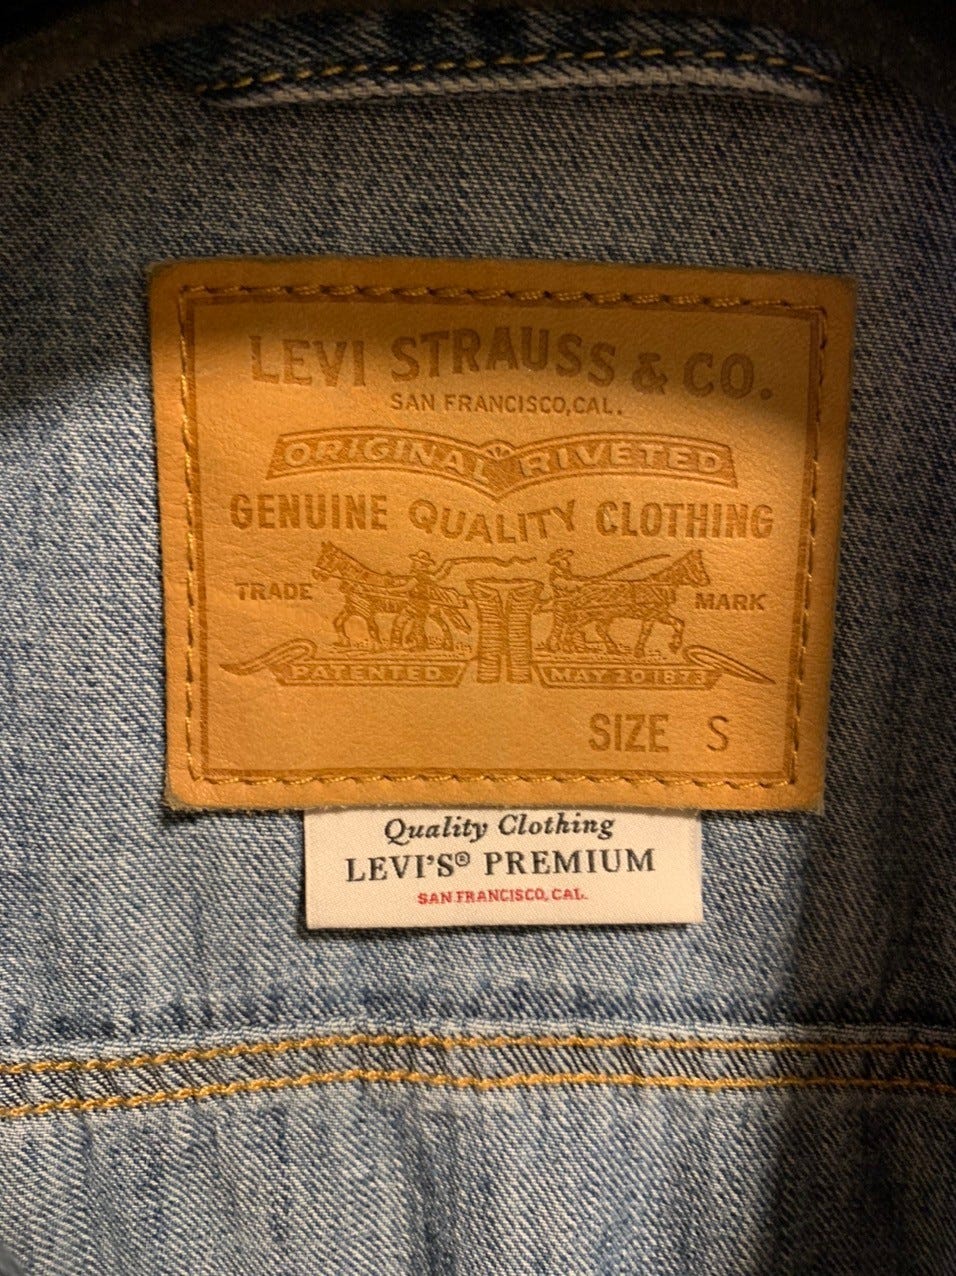 LEVI STRAUSS & CO.
SAN FRANCISCO, CAL.
ORIGINAL RIVETED
GENUINE QUALITY CLOTHING
TRADE MARK
PATENTED MAY 20 1873
SIZE S
Quality Clothing
LEVI'S® PREMIUM
SAN FRANCISCO, CAL.